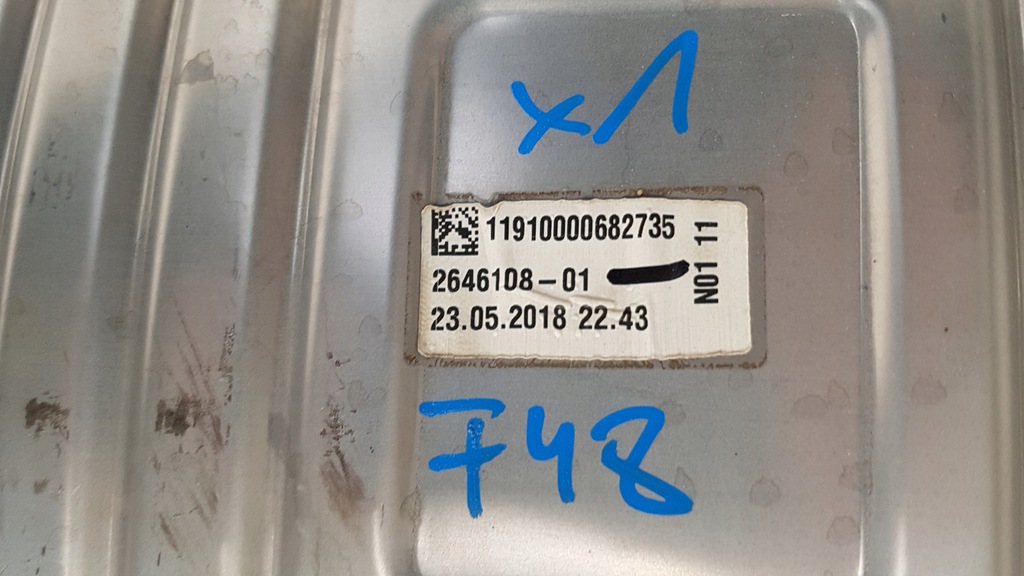 x1
11910000682735
2646108-01
23.05.2018 22.43
N01 11
F48